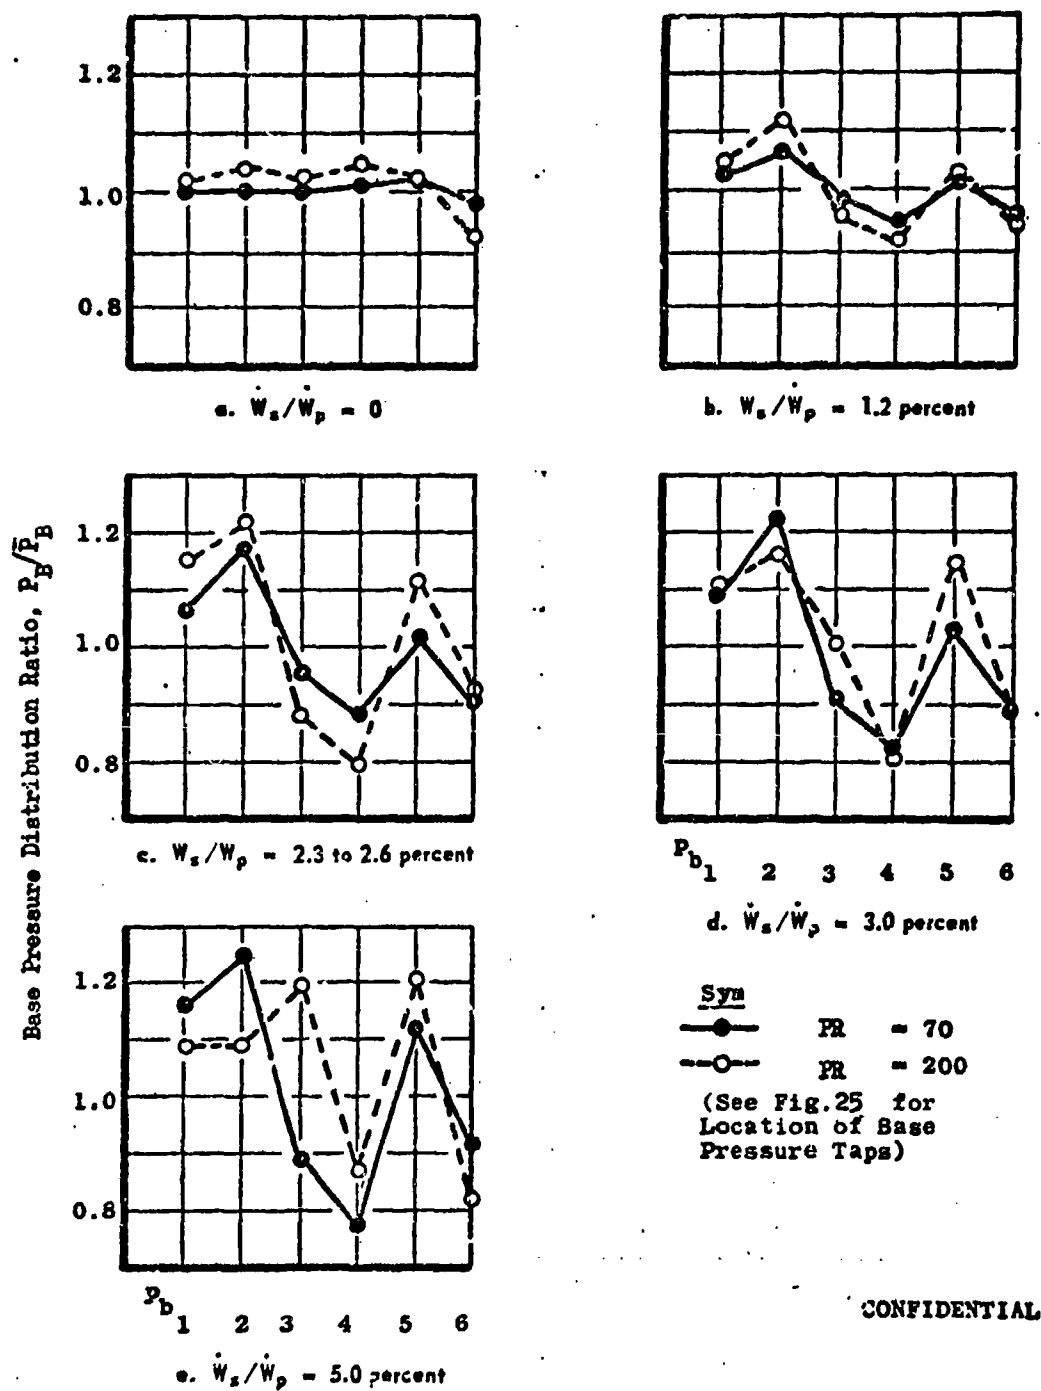 1.2
1.0
0.8
a. Ẇs/Ẇp = 0
b. Ws/Ẇp = 1.2 percent
Base Pressure Distribution Ratio, PB/P̄B
1.2
1.0
0.8
c. Ws/Wp = 2.3 to 2.6 percent
Pb1 2 3 4 5 6
d. Ẇs/Ẇp = 3.0 percent
1.2
1.0
0.8
Pb1 2 3 4 5 6
e. Ẇs/Ẇp = 5.0 percent
Sym
PR = 70
PR = 200
(See Fig.25 for
Location of Base
Pressure Taps)
CONFIDENTIAL